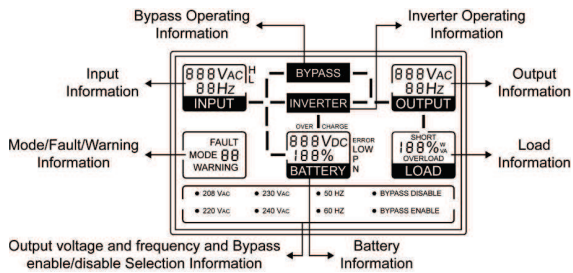 Bypass Operating
Information
Inverter Operating
Information
Input
Information
888VAC H
L
88HZ
INPUT
BYPASS
INVERTER
888VAC
88HZ
OUTPUT
Output
Information
Mode/Fault/Warning
Information
FAULT
MODE 88
WARNING
OVER CHARGE
888VDC
188%
BATTERY
ERROR
LOW
P
N
SHORT
188% W
VA
OVERLOAD
LOAD
Load
Information
• 208 VAC • 230 VAC • 50 HZ • BYPASS DISABLE
• 220 VAC • 240 VAC • 60 HZ • BYPASS ENABLE
Output voltage and frequency and Bypass
enable/disable Selection Information
Battery
Information